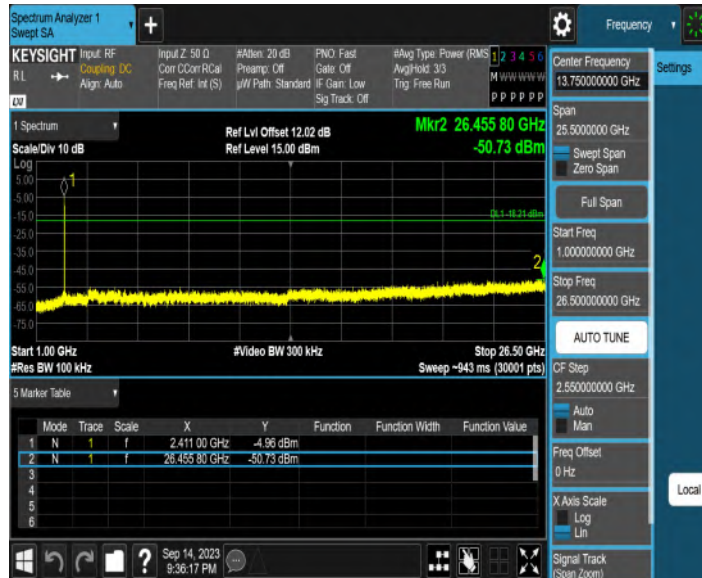 Spectrum Analyzer 1
Swept SA
+
Frequency
KEYSIGHT
RL
Input: RF
Coupling: DC
Align: Auto
Input Z: 50 Ω
Corr CCorr RCal
Freq Ref: Int (S)
#Atten: 20 dB
Preamp: Off
µW Path: Standard
PNO: Fast
Gate: Off
IF Gain: Low
Sig Track: Off
#Avg Type: Power (RMS)
Avg|Hold: 3/3
Trig: Free Run
1 2 3 4 5 6
M W W W W W
P P P P P P
LXI
1 Spectrum
Scale/Div 10 dB
Ref Lvl Offset 12.02 dB
Ref Level 15.00 dBm
Mkr2 26.455 80 GHz
-50.73 dBm
Log
5.00
-5.00
-15.0
-25.0
-35.0
-45.0
-55.0
-65.0
-75.0
1
DL1 -18.21 dBm
2
Start 1.00 GHz
#Res BW 100 kHz
#Video BW 300 kHz
Stop 26.50 GHz
Sweep ~943 ms (30001 pts)
5 Marker Table
Mode Trace Scale X Y Function Function Width Function Value
1 N 1 f 2.411 00 GHz -4.96 dBm
2 N 1 f 26.455 80 GHz -50.73 dBm
3
4
5
6
?
Sep 14, 2023
9:36:17 PM
Center Frequency
13.750000000 GHz
Span
25.5000000 GHz
Swept Span
Zero Span
Full Span
Start Freq
1.000000000 GHz
Stop Freq
26.500000000 GHz
AUTO TUNE
CF Step
2.550000000 GHz
Auto
Man
Freq Offset
0 Hz
X Axis Scale
Log
Lin
Signal Track
(Span Zoom)
Settings
Local